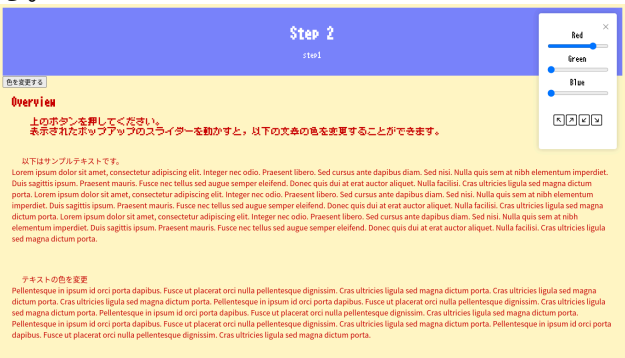 Step 2
step1
×
Red
Green
Blue
色を変更する
Overview
上のボタンを押してください。
表示されたポップアップのスライダーを動かすと，以下の文章の色を変更することができます。
以下はサンプルテキストです。
Lorem ipsum dolor sit amet, consectetur adipiscing elit. Integer nec odio. Praesent libero. Sed cursus ante dapibus diam. Sed nisi. Nulla quis sem at nibh elementum imperdiet.
Duis sagittis ipsum. Praesent mauris. Fusce nec tellus sed augue semper eleifend. Donec quis dui at erat auctor aliquet. Nulla facilisi. Cras ultricies ligula sed magna dictum
porta. Lorem ipsum dolor sit amet, consectetur adipiscing elit. Integer nec odio. Praesent libero. Sed cursus ante dapibus diam. Sed nisi. Nulla quis sem at nibh elementum
imperdiet. Duis sagittis ipsum. Praesent mauris. Fusce nec tellus sed augue semper eleifend. Donec quis dui at erat auctor aliquet. Nulla facilisi. Cras ultricies ligula sed magna
dictum porta. Lorem ipsum dolor sit amet, consectetur adipiscing elit. Integer nec odio. Praesent libero. Sed cursus ante dapibus diam. Sed nisi. Nulla quis sem at nibh
elementum imperdiet. Duis sagittis ipsum. Praesent mauris. Fusce nec tellus sed augue semper eleifend. Donec quis dui at erat auctor aliquet. Nulla facilisi. Cras ultricies ligula
sed magna dictum porta.
テキストの色を変更
Pellentesque in ipsum id orci porta dapibus. Fusce ut placerat orci nulla pellentesque dignissim. Cras ultricies ligula sed magna dictum porta. Cras ultricies ligula sed magna
dictum porta. Cras ultricies ligula sed magna dictum porta. Pellentesque in ipsum id orci porta dapibus. Fusce ut placerat orci nulla pellentesque dignissim. Cras ultricies ligula
sed magna dictum porta. Pellentesque in ipsum id orci porta dapibus. Fusce ut placerat orci nulla pellentesque dignissim. Cras ultricies ligula sed magna dictum porta.
Pellentesque in ipsum id orci porta dapibus. Fusce ut placerat orci nulla pellentesque dignissim. Cras ultricies ligula sed magna dictum porta. Pellentesque in ipsum id orci porta
dapibus. Fusce ut placerat orci nulla pellentesque dignissim. Cras ultricies ligula sed magna dictum porta.